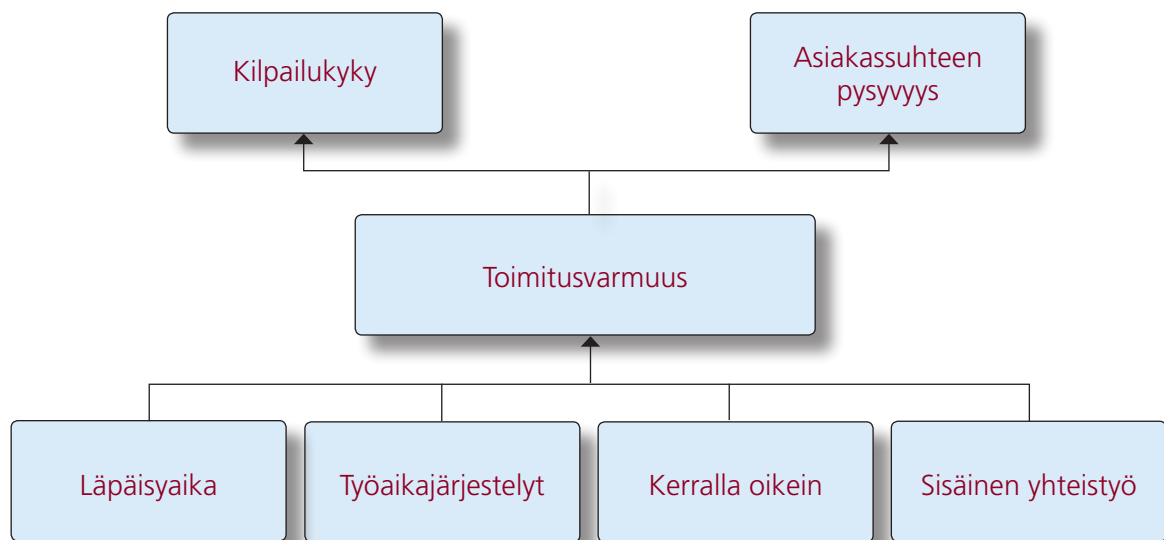 Kilpailukyky
Asiakassuhteen
pysyvyys
Toimitusvarmuus
Läpäisyaika
Työaikajärjestelyt
Kerralla oikein
Sisäinen yhteistyö